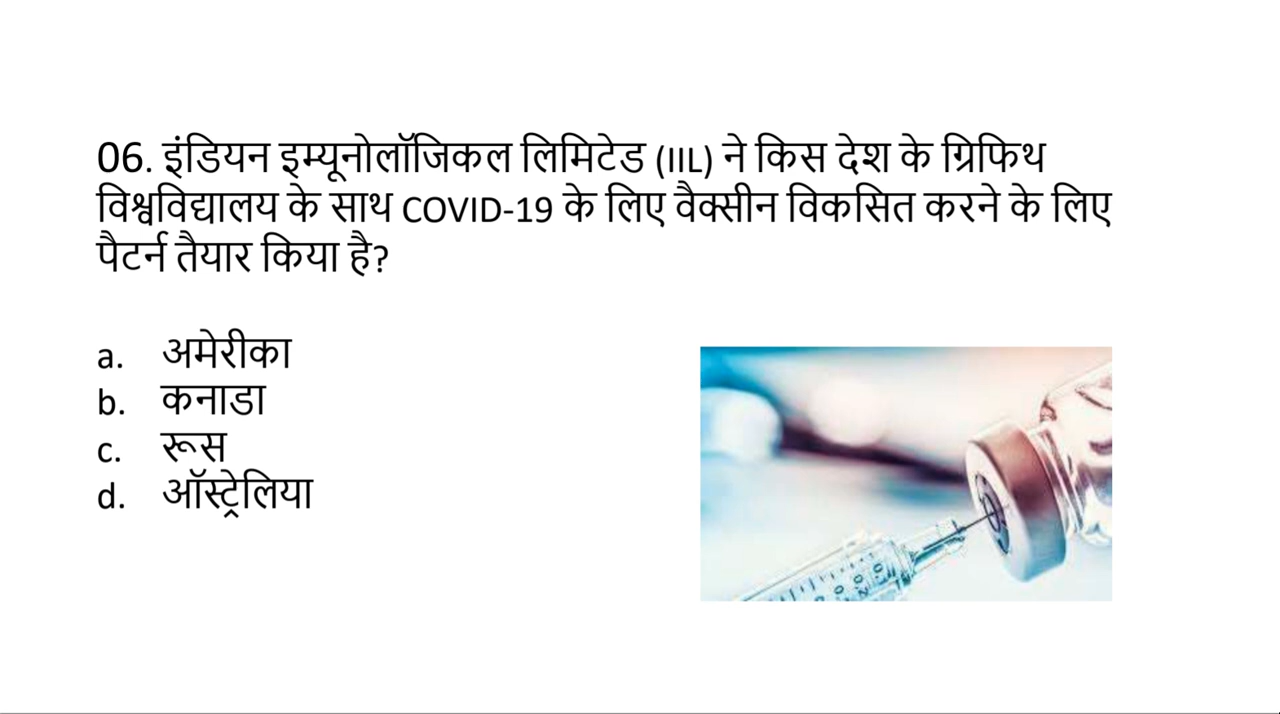 06. इंडियन इम्यूनोलॉजिकल लिमिटेड (IIL) ने किस देश के ग्रिफिथ
विश्वविद्यालय के साथ COVID-19 के लिए वैक्सीन विकसित करने के लिए
पैटर्न तैयार किया है?
a. अमेरीका
b. कनाडा
c. रूस
d. ऑस्ट्रेलिया